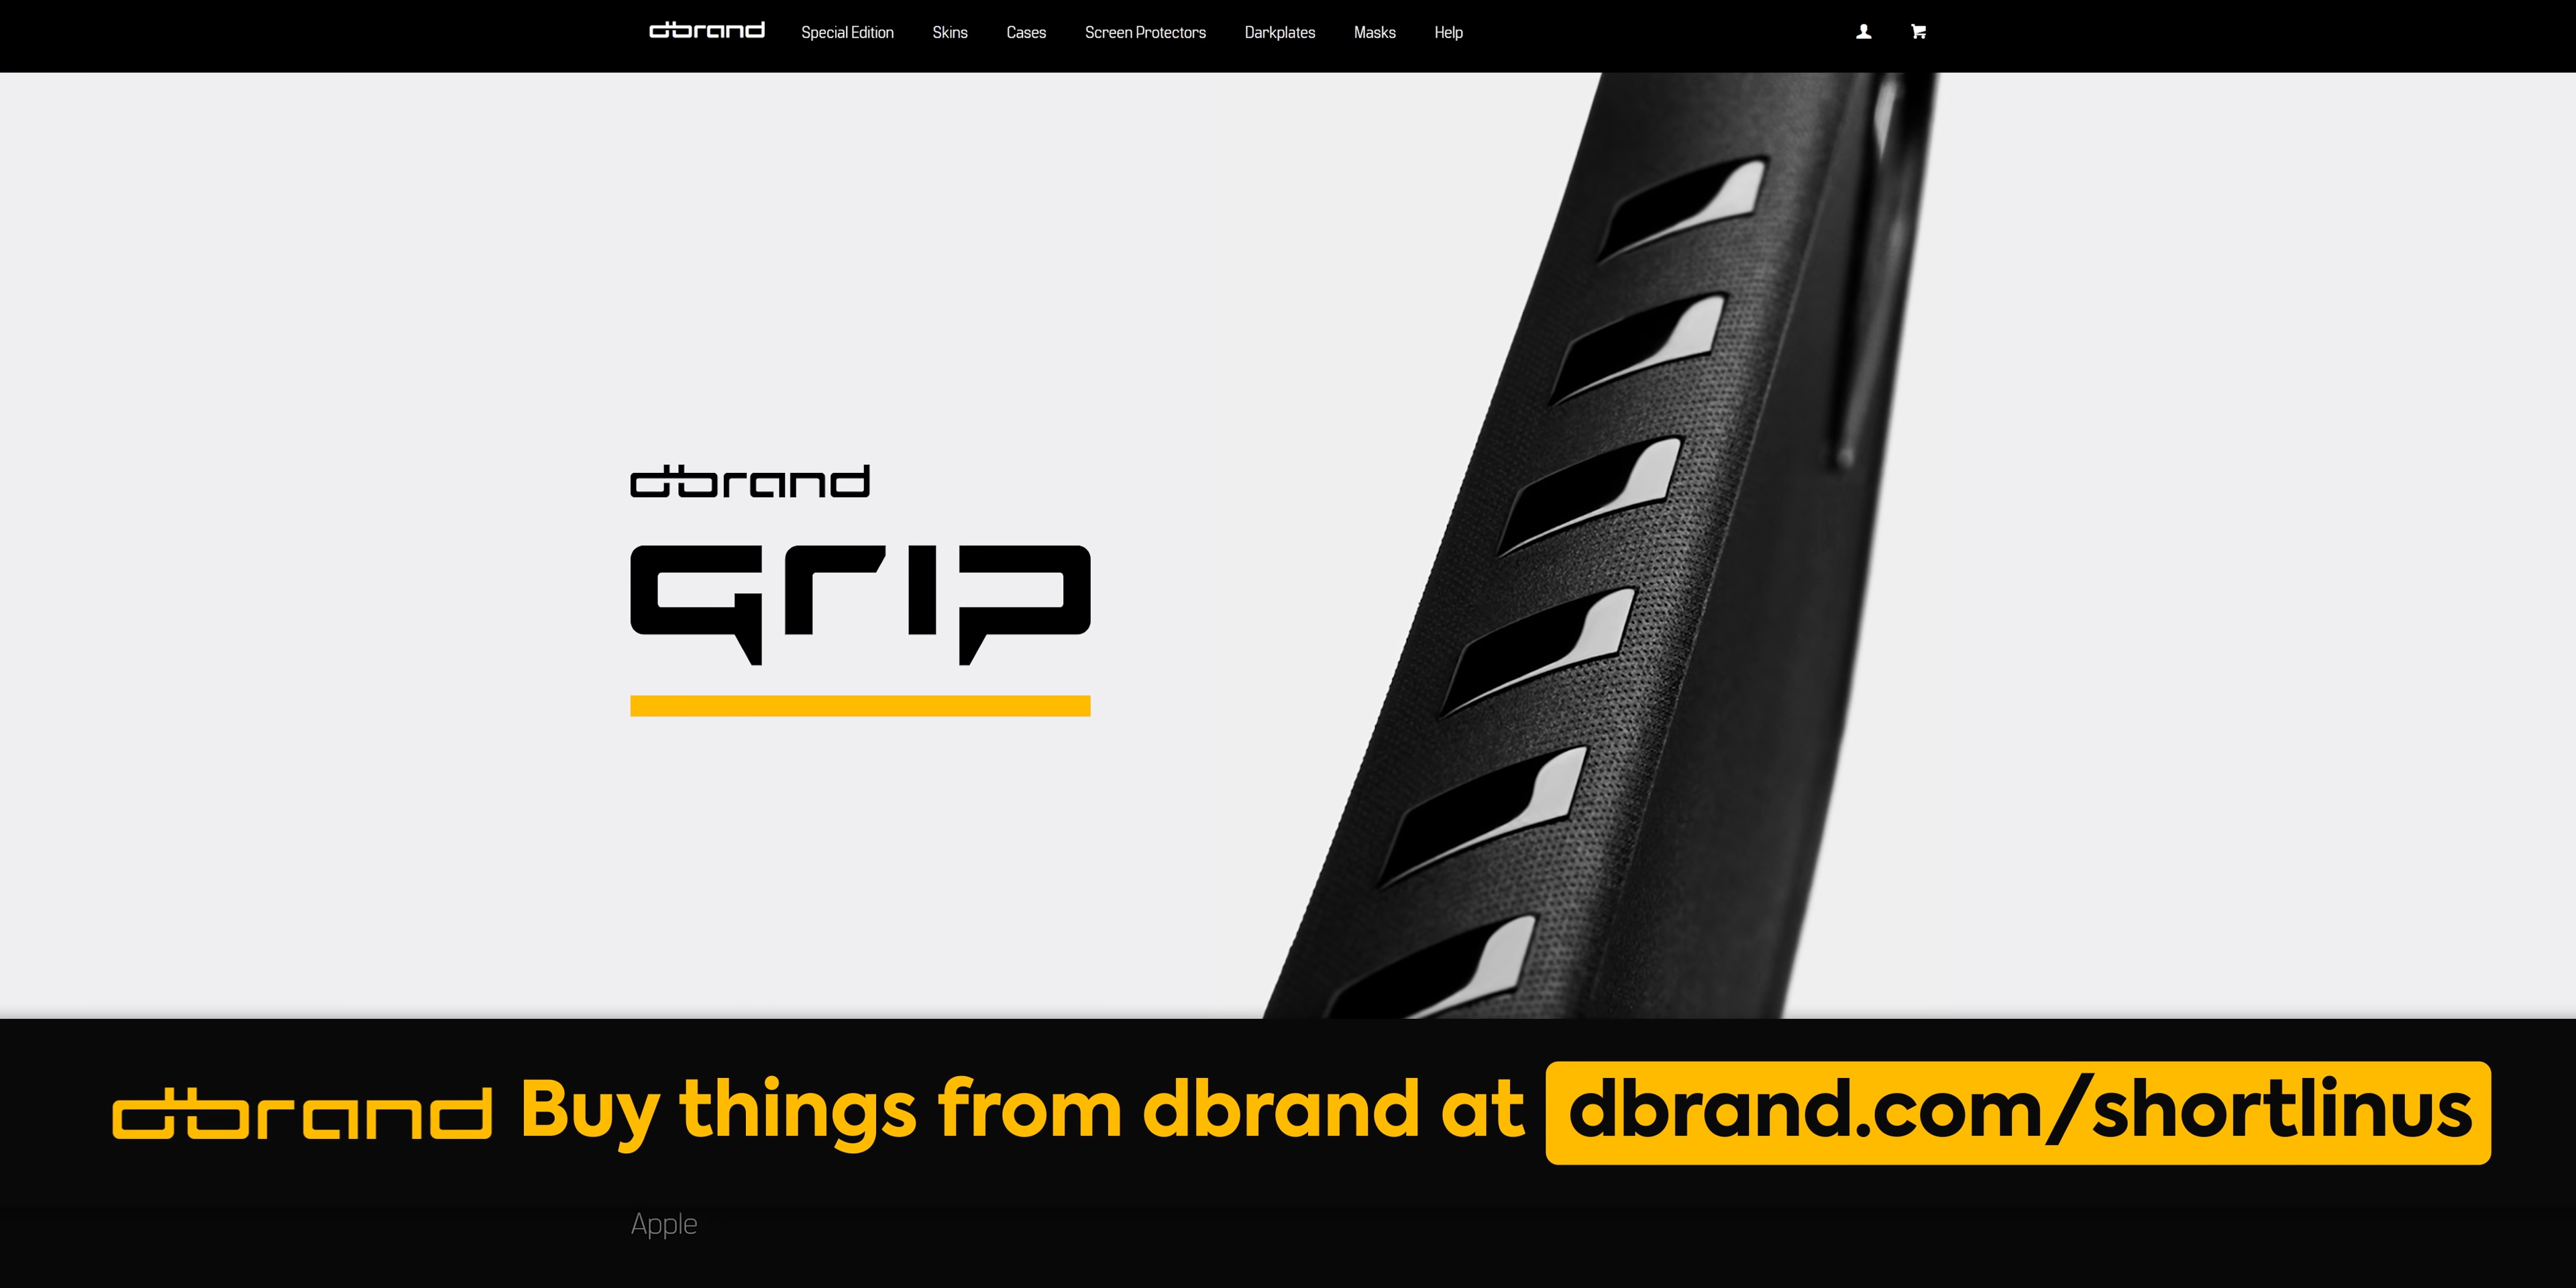 dbrand Special Edition Skins Cases Screen Protectors Darkplates Masks Help
dbrand
grip
dbrand Buy things from dbrand at dbrand.com/shortlinus
Apple